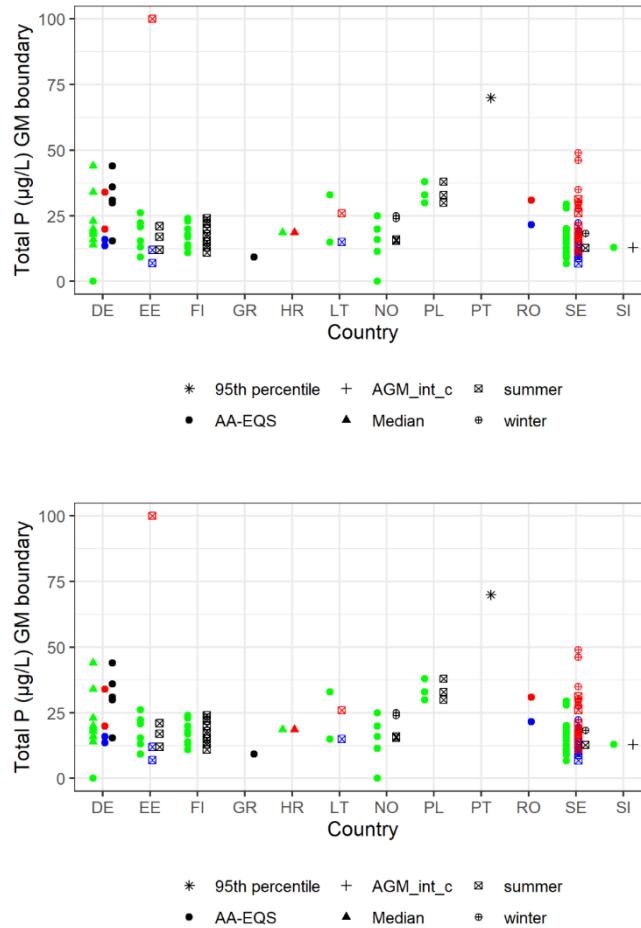 Total P (µg/L) GM boundary
100
75
50
25
0
DE EE FI GR HR LT NO PL PT RO SE SI
Country
95th percentile AGM_int_c summer
AA-EQS Median winter
Total P (µg/L) GM boundary
100
75
50
25
0
DE EE FI GR HR LT NO PL PT RO SE SI
Country
95th percentile AGM_int_c summer
AA-EQS Median winter